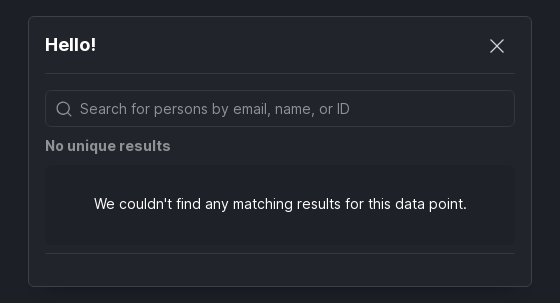 Hello!
Search for persons by email, name, or ID
No unique results
We couldn't find any matching results for this data point.